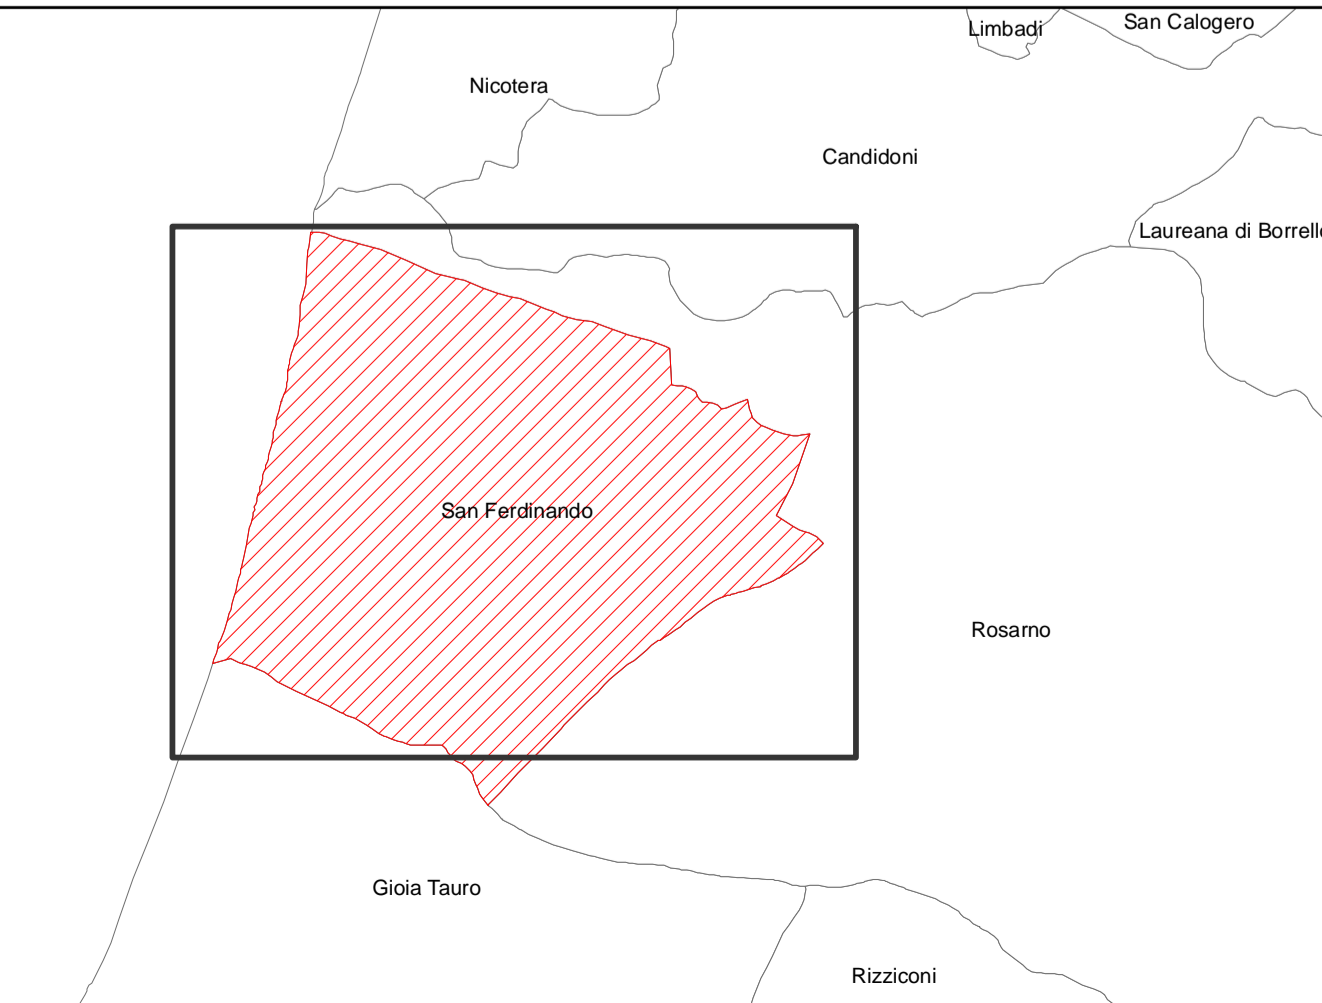 Limbadi
San Calogero
Nicotera
Candidoni
Laureana di Borrello
San Ferdinando
Rosarno
Gioia Tauro
Rizziconi